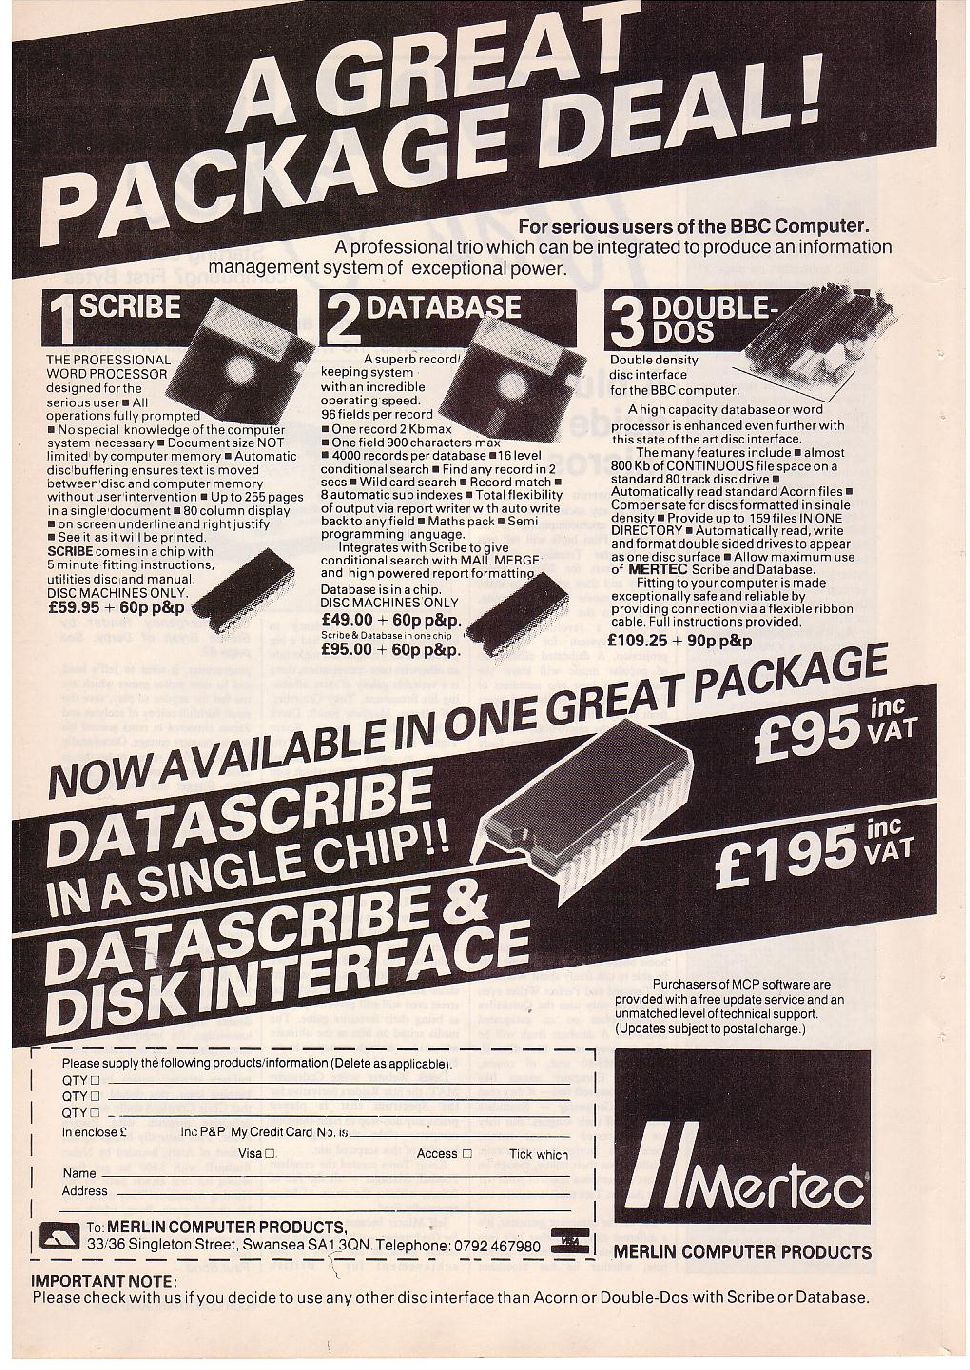 A GREAT
PACKAGE DEAL!
For serious users of the BBC Computer.
A professional trio which can be integrated to produce an information
management system of exceptional power.
1 SCRIBE
THE PROFESSIONAL
WORD PROCESSOR
designed for the
serious user ■ All
operations fully prompted
■ No special knowledge of the computer
system necessary ■ Document size NOT
limited by computer memory ■ Automatic
disc buffering ensures text is moved
between disc and computer memory
without user intervention ■ Up to 255 pages
in a single document ■ 80 column display
■ on screen underline and right justify
■ See it as it will be printed.
SCRIBE comes in a chip with
5 minute fitting instructions,
utilities disc and manual.
DISC MACHINES ONLY.
£59.95 + 60p p&p
2 DATABASE
A superb record/
keeping system
with an incredible
operating speed.
96 fields per record
■ One record 2 Kb max
■ One field 900 characters max
■ 4000 records per database ■ 16 level
conditional search ■ Find any record in 2
secs ■ Wild card search ■ Record match ■
8 automatic sub indexes ■ Total flexibility
of output via report writer with auto write
back to any field ■ Maths pack ■ Semi
programming language.
Integrates with Scribe to give
conditional search with MAIL MERGE
and high powered report formatting
Database is in a chip.
DISC MACHINES ONLY
£49.00 + 60p p&p.
Scribe & Database in one chip
£95.00 + 60p p&p.
3 DOUBLE-
DOS
Double density
disc interface
for the BBC computer.
A high capacity database or word
processor is enhanced even further with
this state of the art disc interface.
The many features include ■ almost
800 Kb of CONTINUOUS file space on a
standard 80 track disc drive ■
Automatically read standard Acorn files ■
Compensate for discs formatted in single
density ■ Provide up to 159 files IN ONE
DIRECTORY ■ Automatically read, write
and format double sided drives to appear
as one disc surface ■ Allow maximum use
of MERTEC Scribe and Database.
Fitting to your computer is made
exceptionally safe and reliable by
providing connection via a flexible ribbon
cable. Full instructions provided.
£109.25 + 90p p&p
NOW AVAILABLE IN ONE GREAT PACKAGE
DATASCRIBE
IN A SINGLE CHIP!!
£95 inc
VAT
DATASCRIBE &
DISK INTERFACE
£195 inc
VAT
Purchasers of MCP software are
provided with a free update service and an
unmatched level of technical support.
(Updates subject to postal charge.)
Please supply the following products/information (Delete as applicable).
QTY □
QTY □
QTY □
In enclose £ Inc P&P My Credit Card No. is
Visa □ Access □ Tick which
Name
Address
To: MERLIN COMPUTER PRODUCTS,
33/36 Singleton Street, Swansea SA1 3QN. Telephone: 0792 467980
VISA
Mertec
MERLIN COMPUTER PRODUCTS
IMPORTANT NOTE:
Please check with us if you decide to use any other disc interface than Acorn or Double-Dos with Scribe or Database.